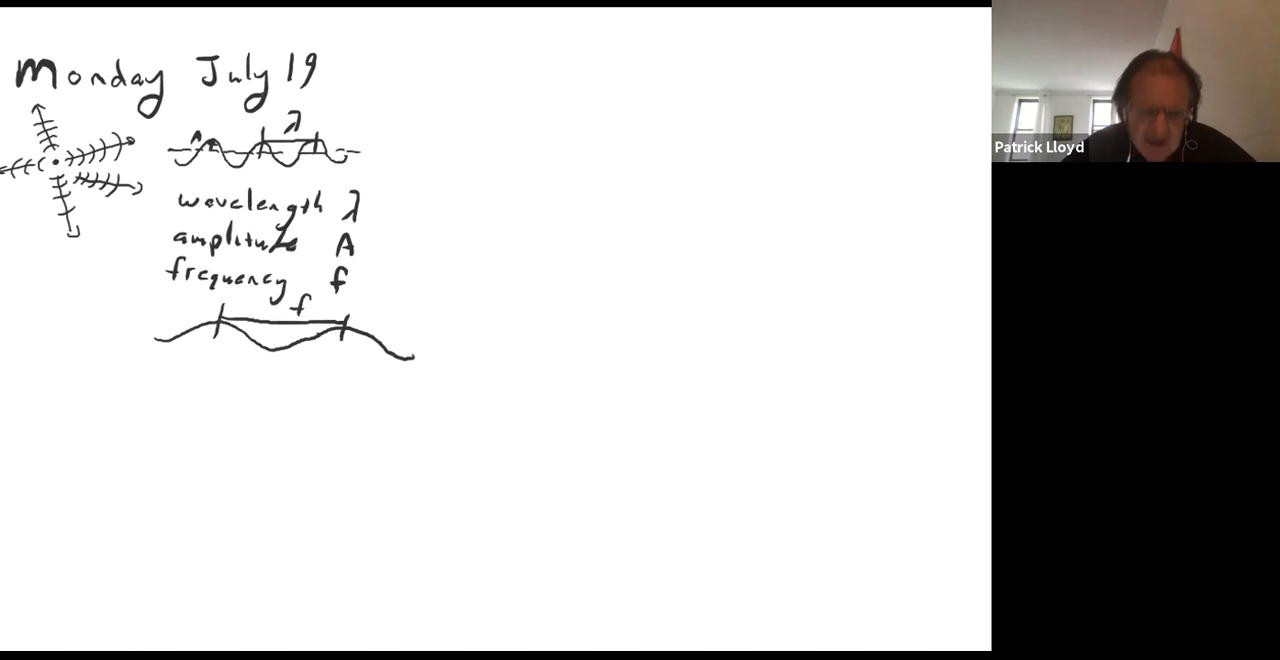 Monday July 19
A λ
wavelength λ
amplitude A
frequency f
f
Patrick Lloyd